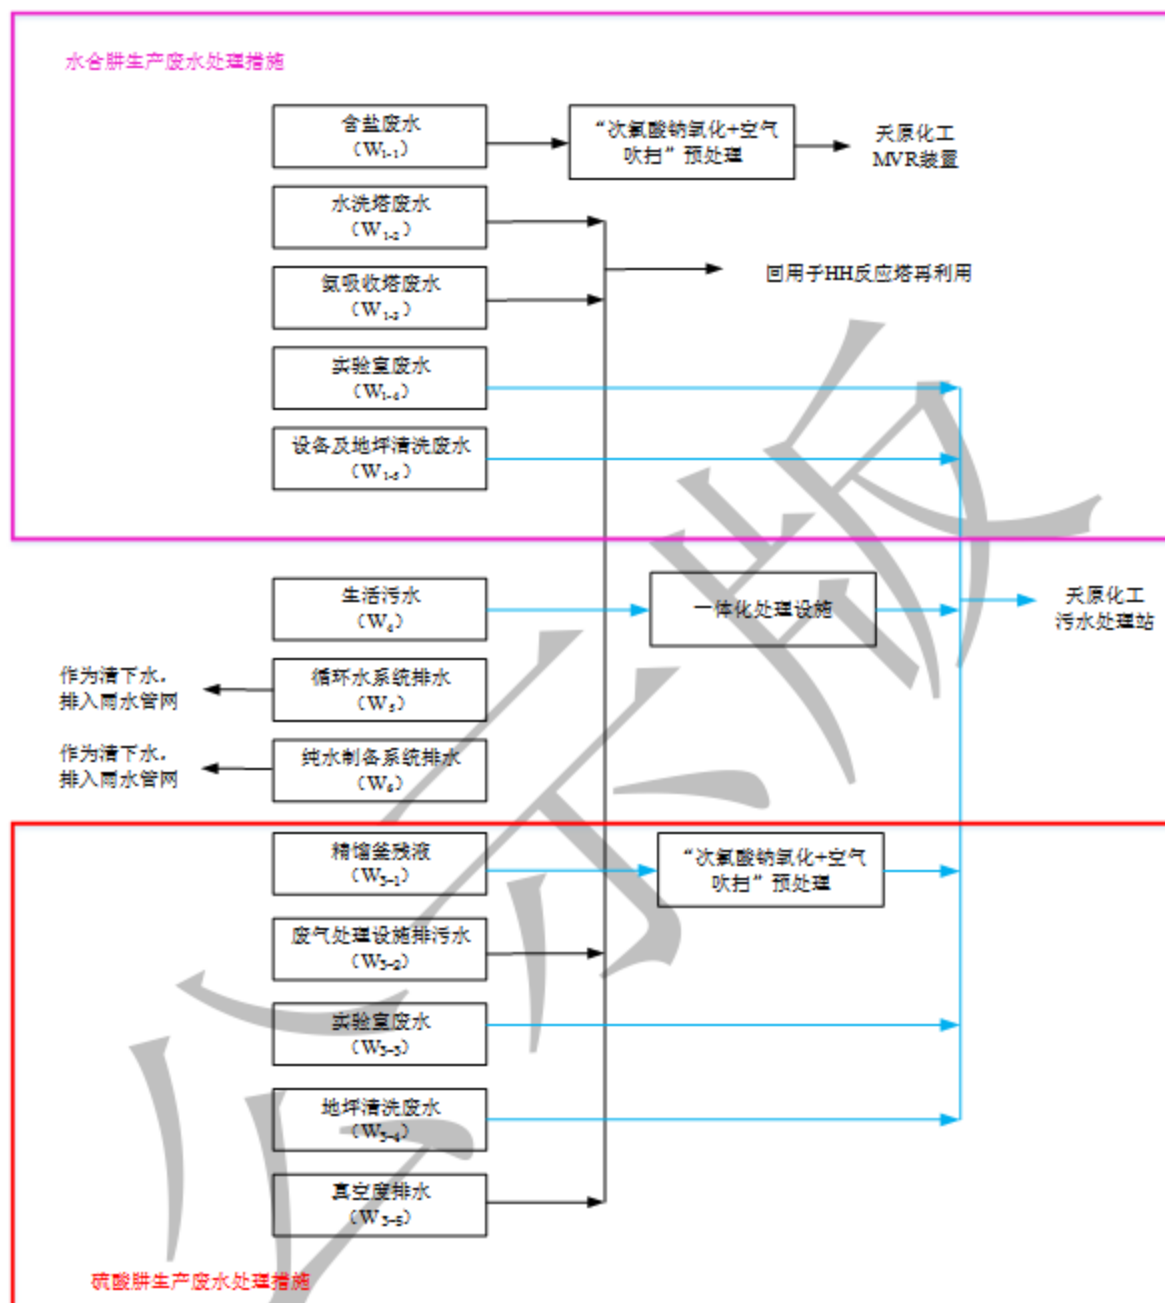 水合肼生产废水处理措施
含盐废水
（W₁₋₁）
“次氯酸钠氧化+空气
吹扫”预处理
天原化工
MVR装置
水洗塔废水
（W₁₋₂）
氨吸收塔废水
（W₁₋₃）
回用于HH反应塔再利用
实验室废水
（W₁₋₄）
设备及地坪清洗废水
（W₁₋₅）
生活污水
（W₄）
一体化处理设施
天原化工
污水处理站
作为清下水，
排入雨水管网
循环水系统排水
（W₅）
作为清下水，
排入雨水管网
纯水制备系统排水
（W₆）
精馏釜残液
（W₃₋₁）
“次氯酸钠氧化+空气
吹扫”预处理
废气处理设施排污水
（W₃₋₂）
实验室废水
（W₃₋₃）
地坪清洗废水
（W₃₋₄）
真空废排水
（W₃₋₅）
硫酸肼生产废水处理措施
公示版